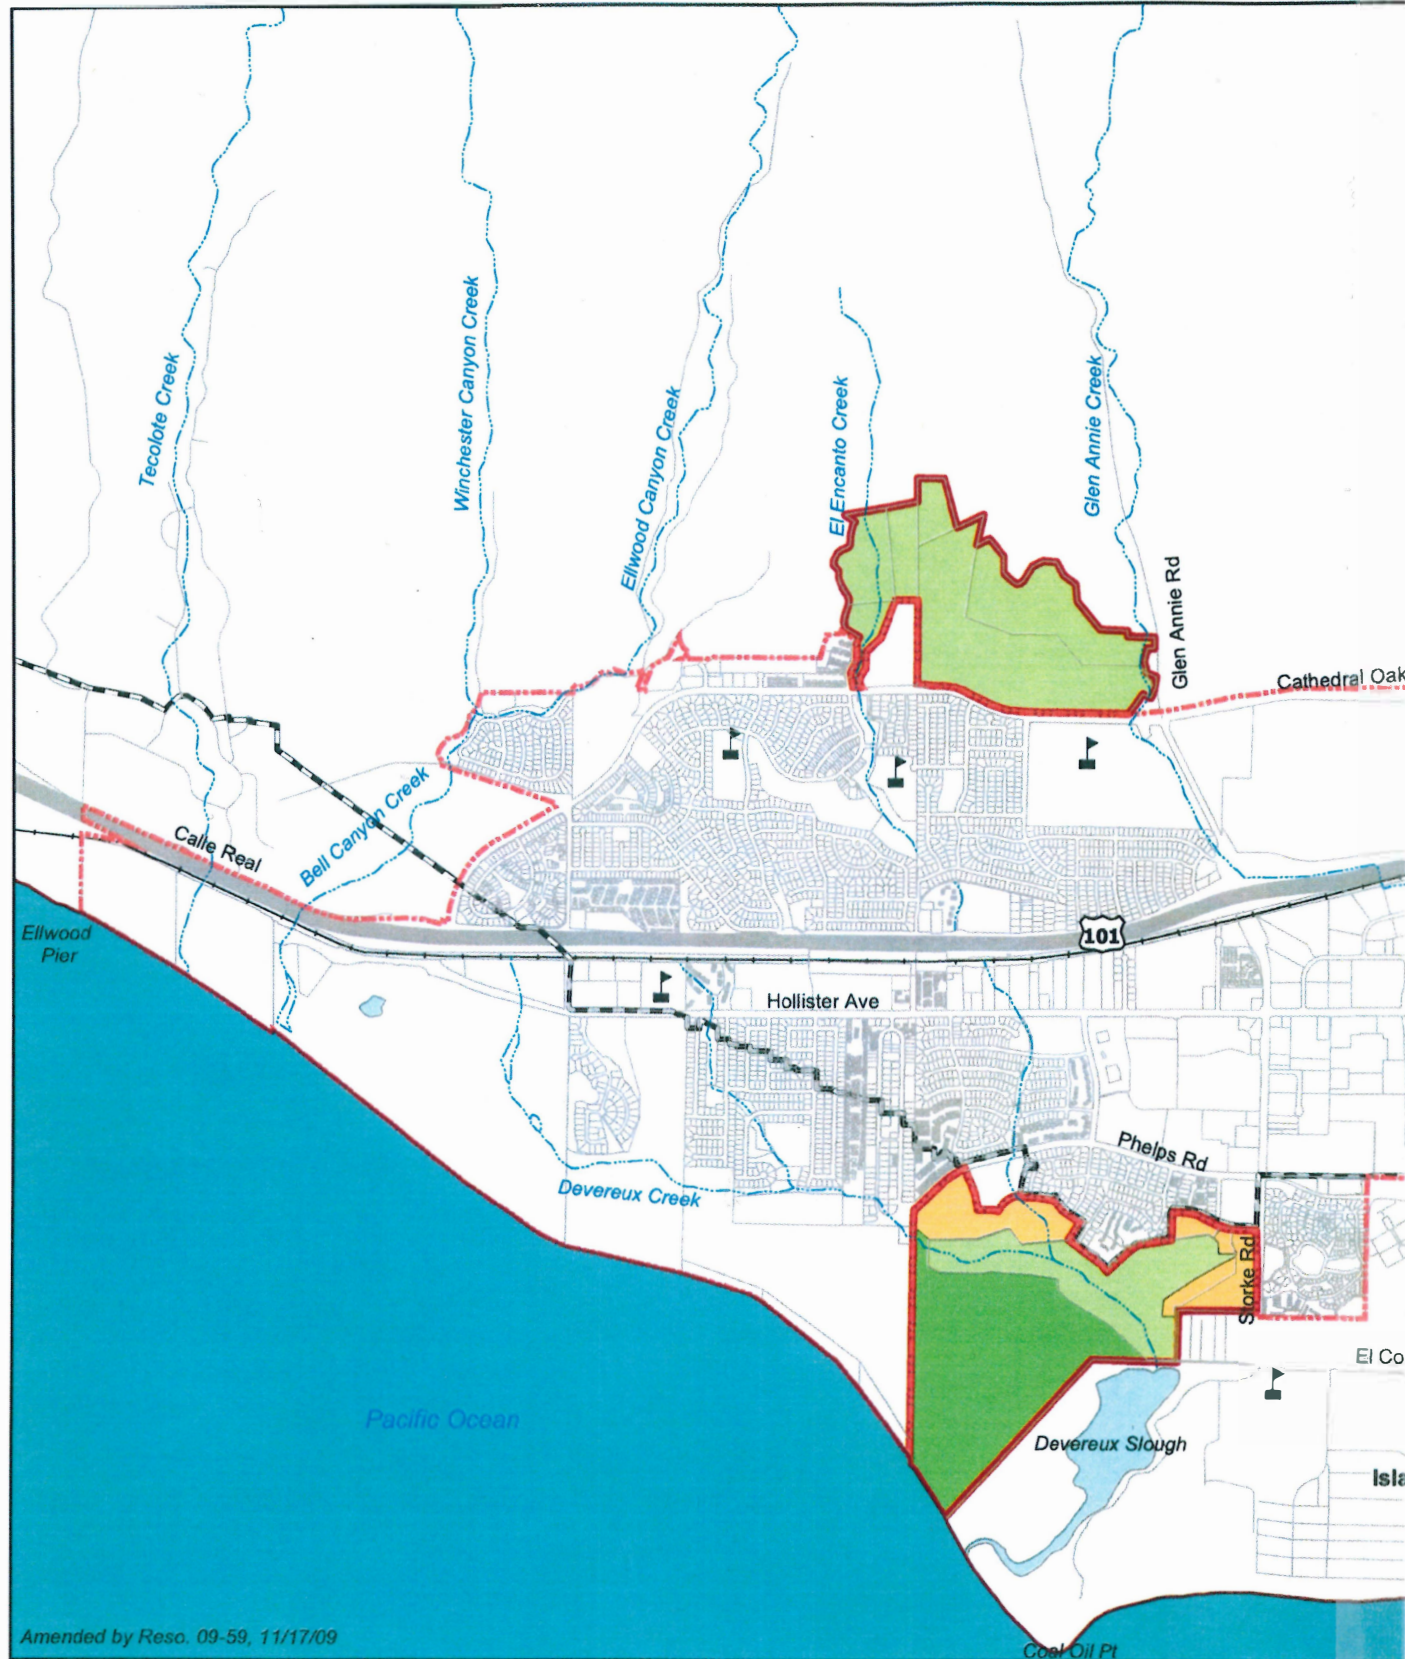 Tecolote Creek
Winchester Canyon Creek
Ellwood Canyon Creek
El Encanto Creek
Glen Annie Creek
Glen Annie Rd
Cathedral Oak
Bell Canyon Creek
Calle Real
Ellwood
Pier
101
Hollister Ave
Phelps Rd
Devereux Creek
Storke Rd
El Co
Pacific Ocean
Devereux Slough
Isla
Amended by Reso. 09-59, 11/17/09
Coal Oil Pt